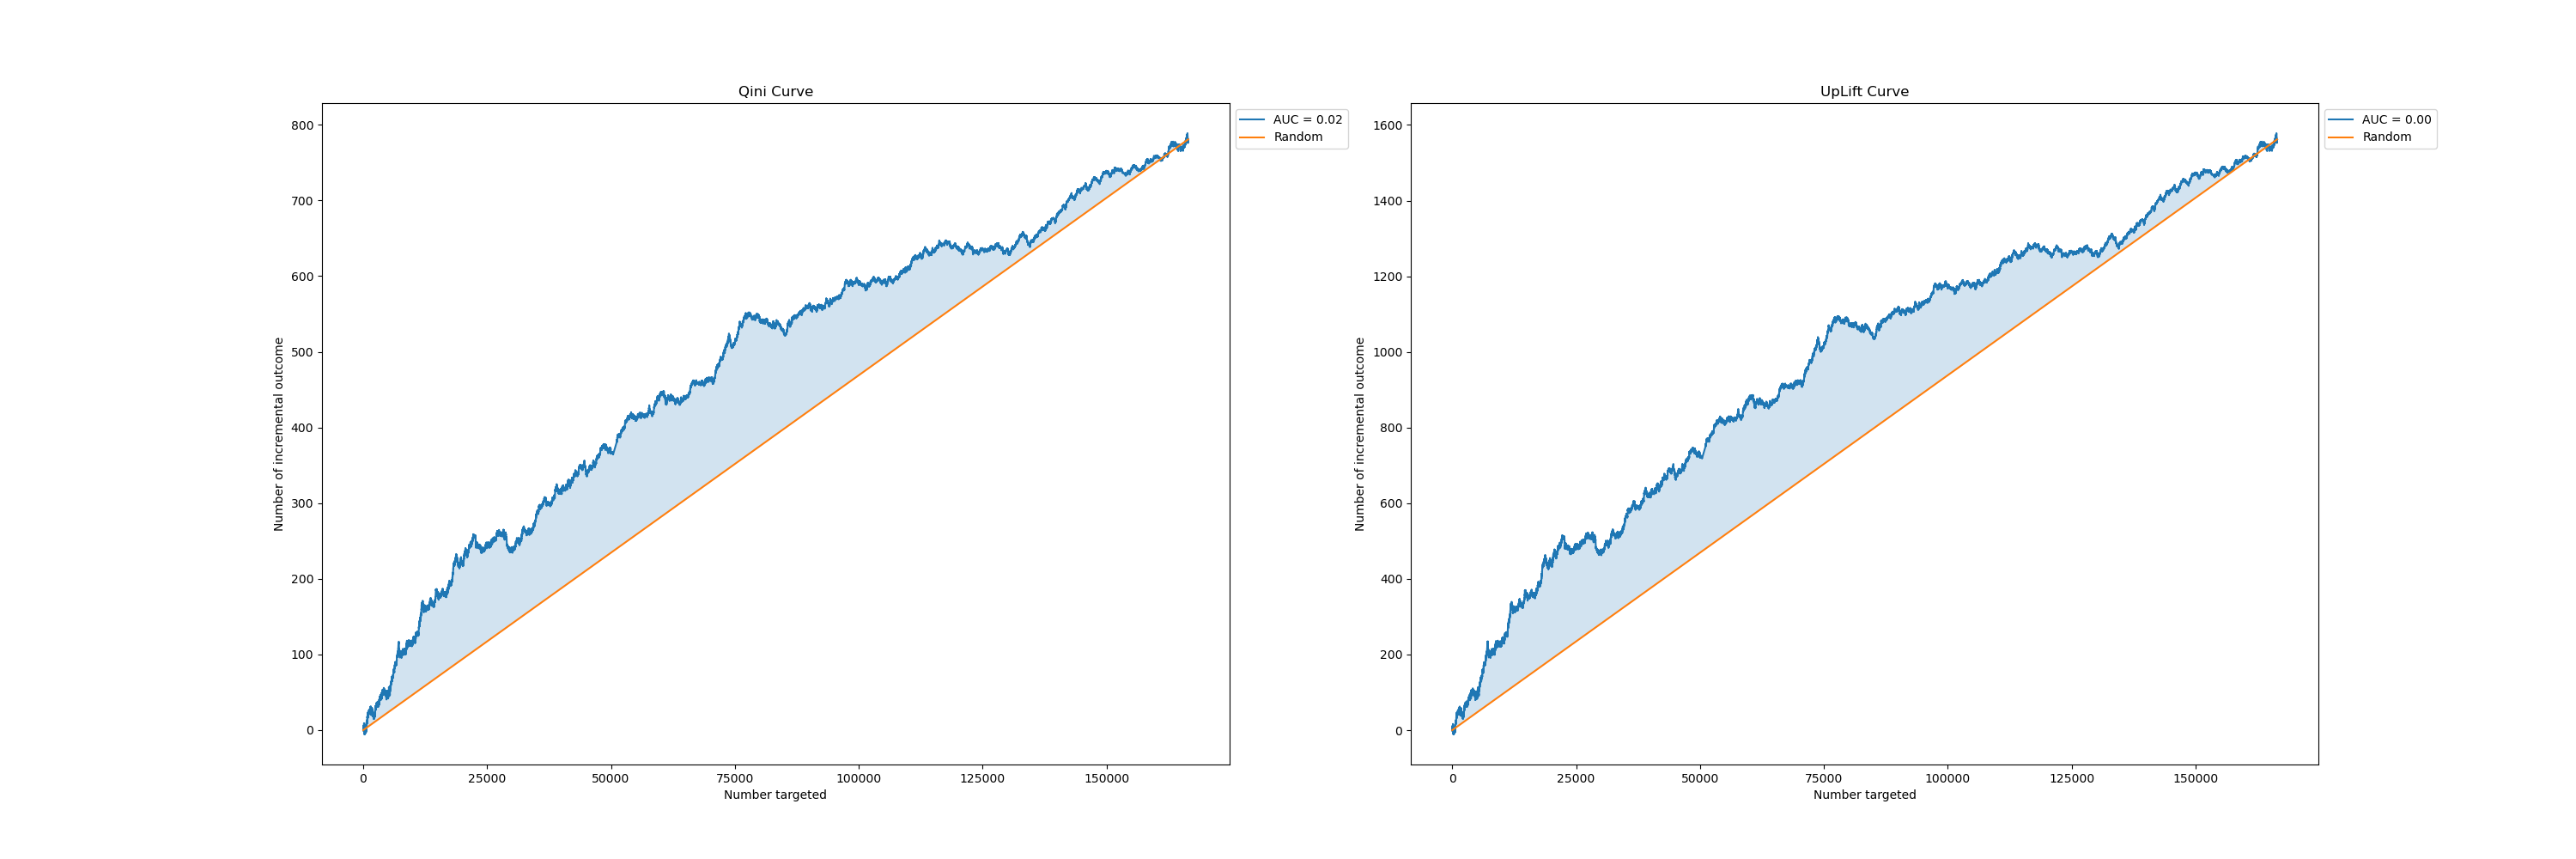 Qini Curve
800
700
600
500
400
300
200
100
0
Number of incremental outcome
0 25000 50000 75000 100000 125000 150000
Number targeted
AUC = 0.02
Random
UpLift Curve
1600
1400
1200
1000
800
600
400
200
0
Number of incremental outcome
0 25000 50000 75000 100000 125000 150000
Number targeted
AUC = 0.00
Random